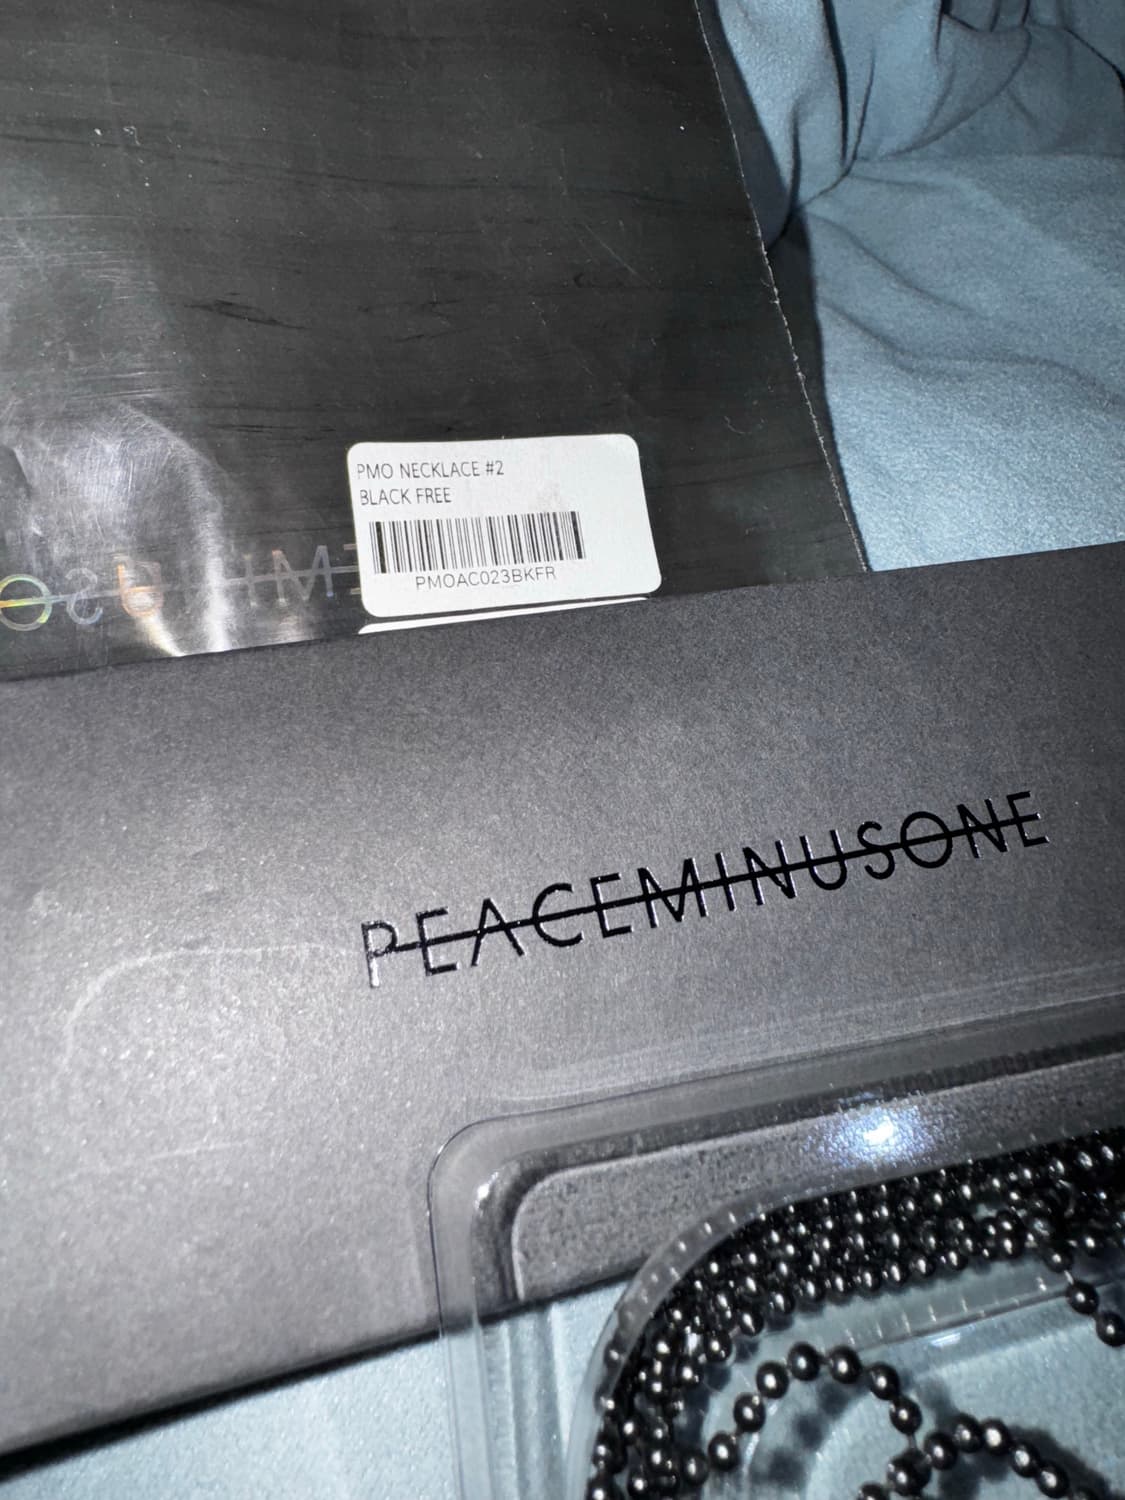 PMO NECKLACE #2
BLACK FREE
PMOAC023BKFR
PEACEMINUSONE